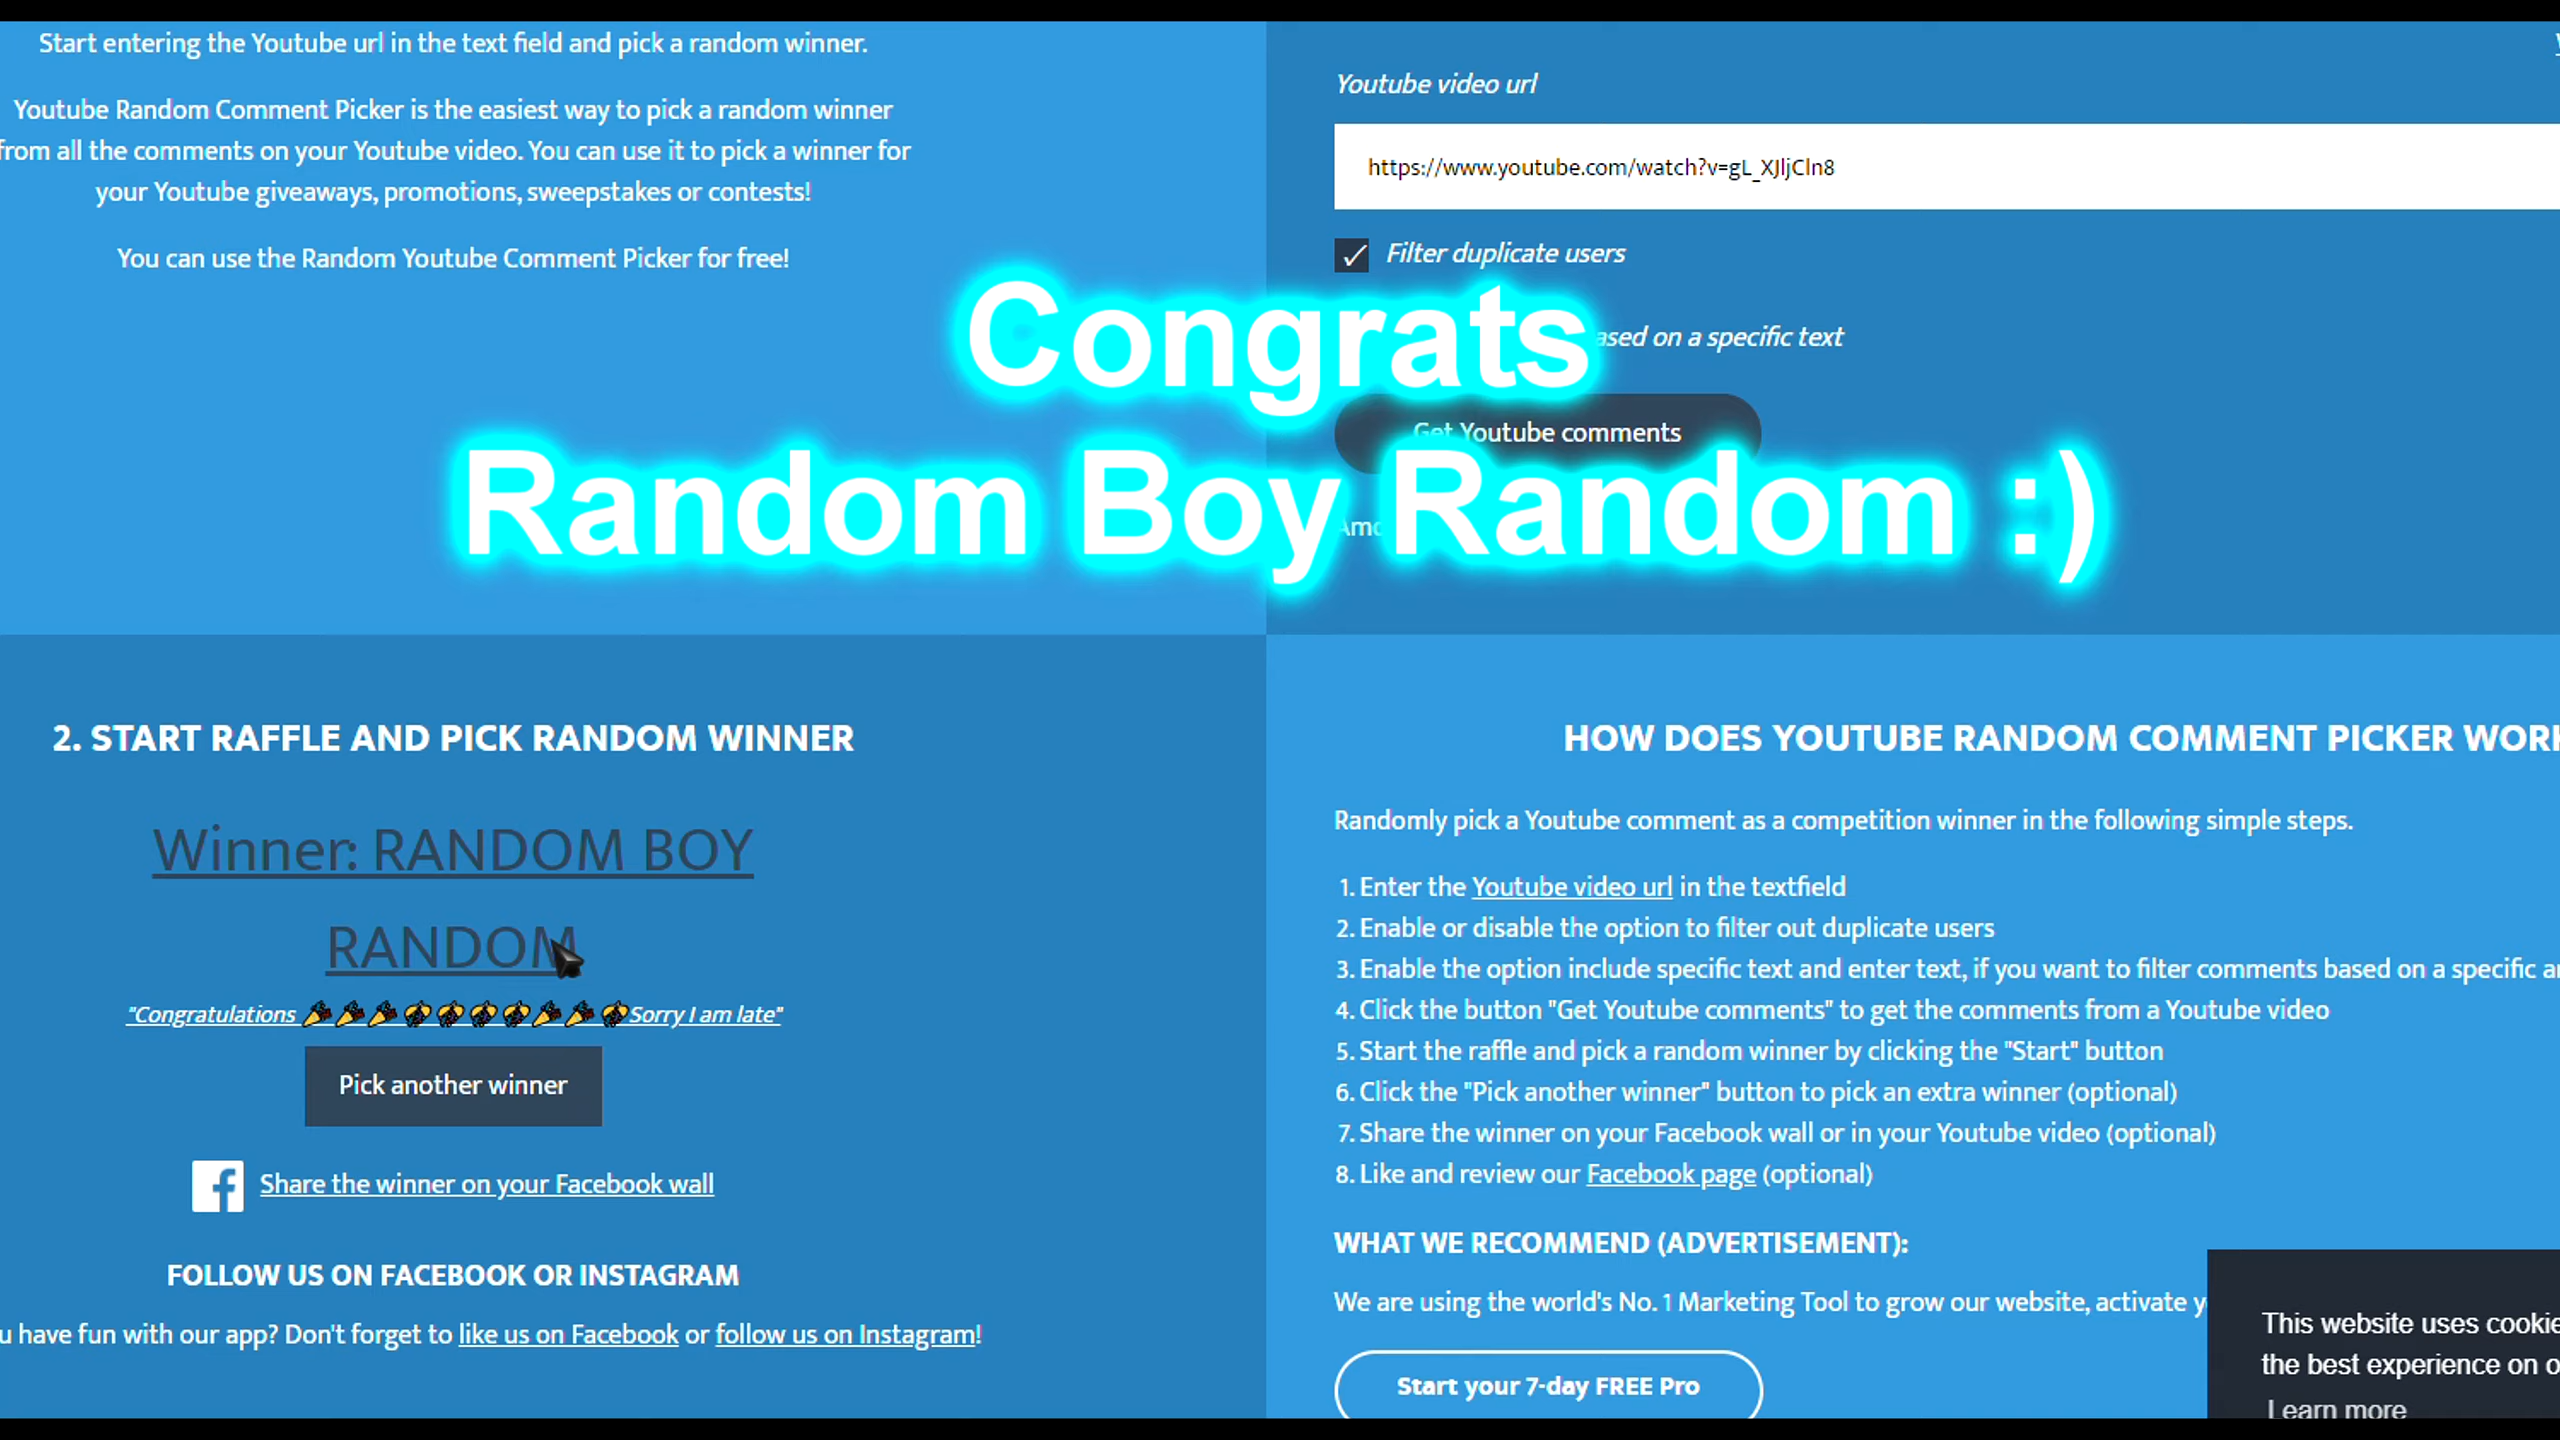 Start entering the Youtube url in the text field and pick a random winner.
Youtube Random Comment Picker is the easiest way to pick a random winner
from all the comments on your Youtube video. You can use it to pick a winner for
your Youtube giveaways, promotions, sweepstakes or contests!
You can use the Random Youtube Comment Picker for free!
Youtube video url
https://www.youtube.com/watch?v=gL_XJljCln8
Filter duplicate users
ased on a specific text
Get Youtube comments
Congrats
Random Boy Random :)
2. START RAFFLE AND PICK RANDOM WINNER
Winner: RANDOM BOY
RANDOM
"Congratulations 🎉🎉🎉🎊🎊🎊🎊🎉🎉🎊Sorry I am late"
Pick another winner
Share the winner on your Facebook wall
FOLLOW US ON FACEBOOK OR INSTAGRAM
u have fun with our app? Don't forget to like us on Facebook or follow us on Instagram!
HOW DOES YOUTUBE RANDOM COMMENT PICKER WORK
Randomly pick a Youtube comment as a competition winner in the following simple steps.
1. Enter the Youtube video url in the textfield
2. Enable or disable the option to filter out duplicate users
3. Enable the option include specific text and enter text, if you want to filter comments based on a specific
4. Click the button "Get Youtube comments" to get the comments from a Youtube video
5. Start the raffle and pick a random winner by clicking the "Start" button
6. Click the "Pick another winner" button to pick an extra winner (optional)
7. Share the winner on your Facebook wall or in your Youtube video (optional)
8. Like and review our Facebook page (optional)
WHAT WE RECOMMEND (ADVERTISEMENT):
We are using the world's No. 1 Marketing Tool to grow our website, activate
Start your 7-day FREE Pro
This website uses cookie
the best experience on o
Learn more